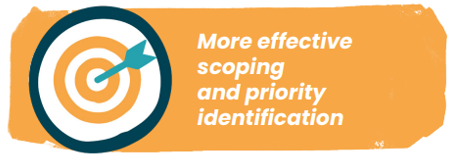 More effective
scoping
and priority
identification